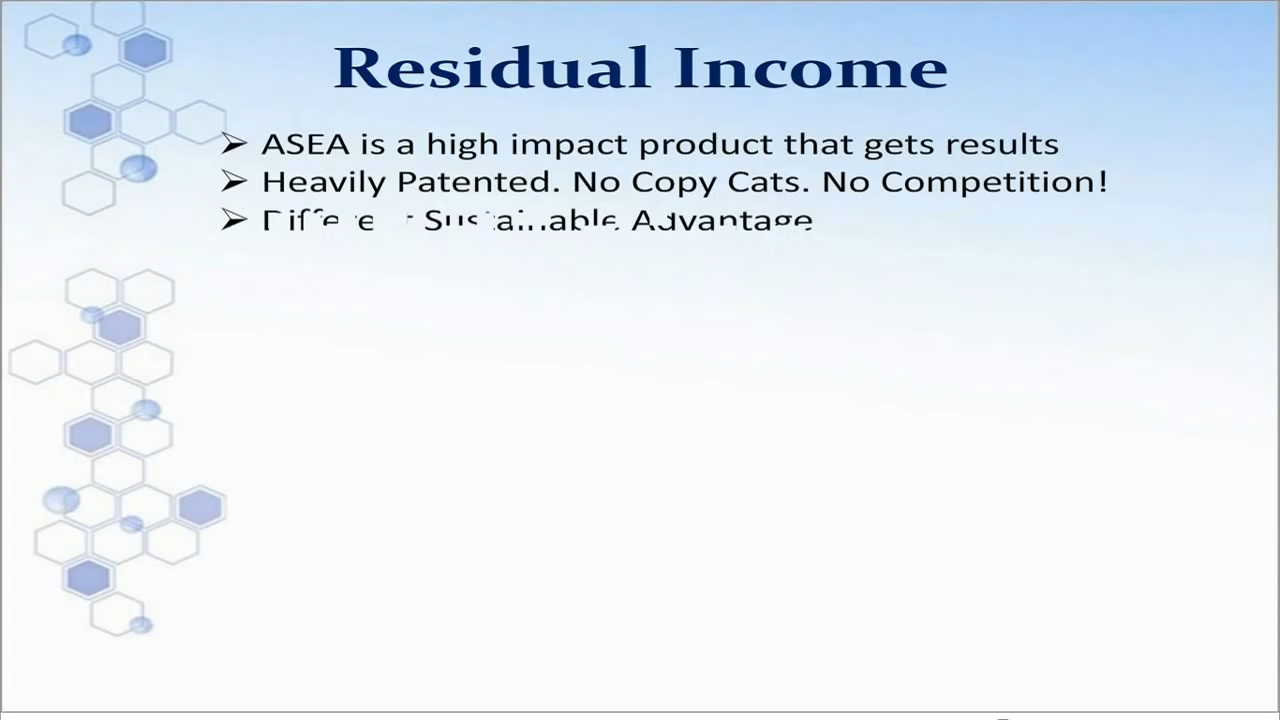 Residual Income
➢ ASEA is a high impact product that gets results
➢ Heavily Patented. No Copy Cats. No Competition!
➢ Sustainable Advantage